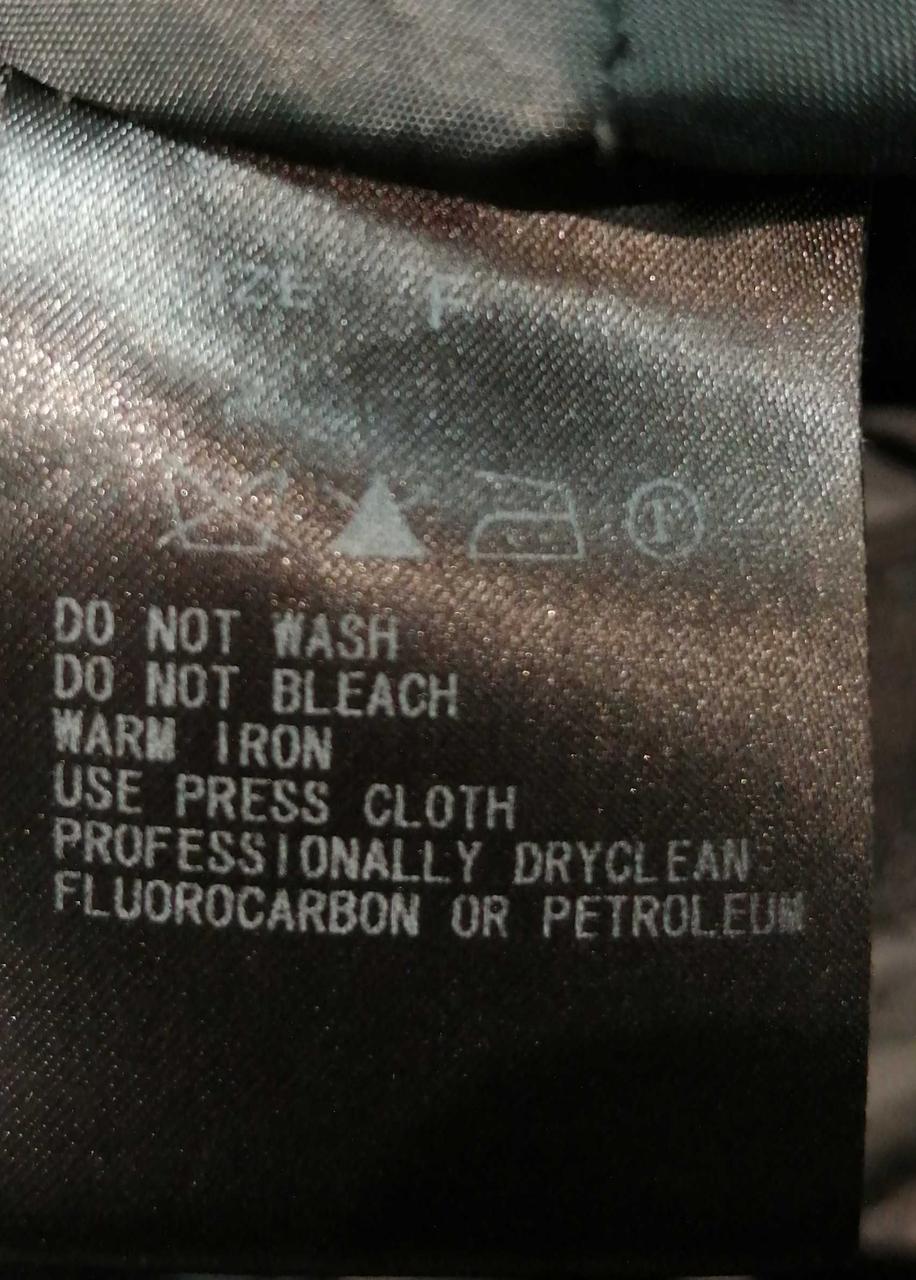 DO NOT WASH
DO NOT BLEACH
WARM IRON
USE PRESS CLOTH
PROFESSIONALLY DRYCLEAN
FLUOROCARBON OR PETROLEUM